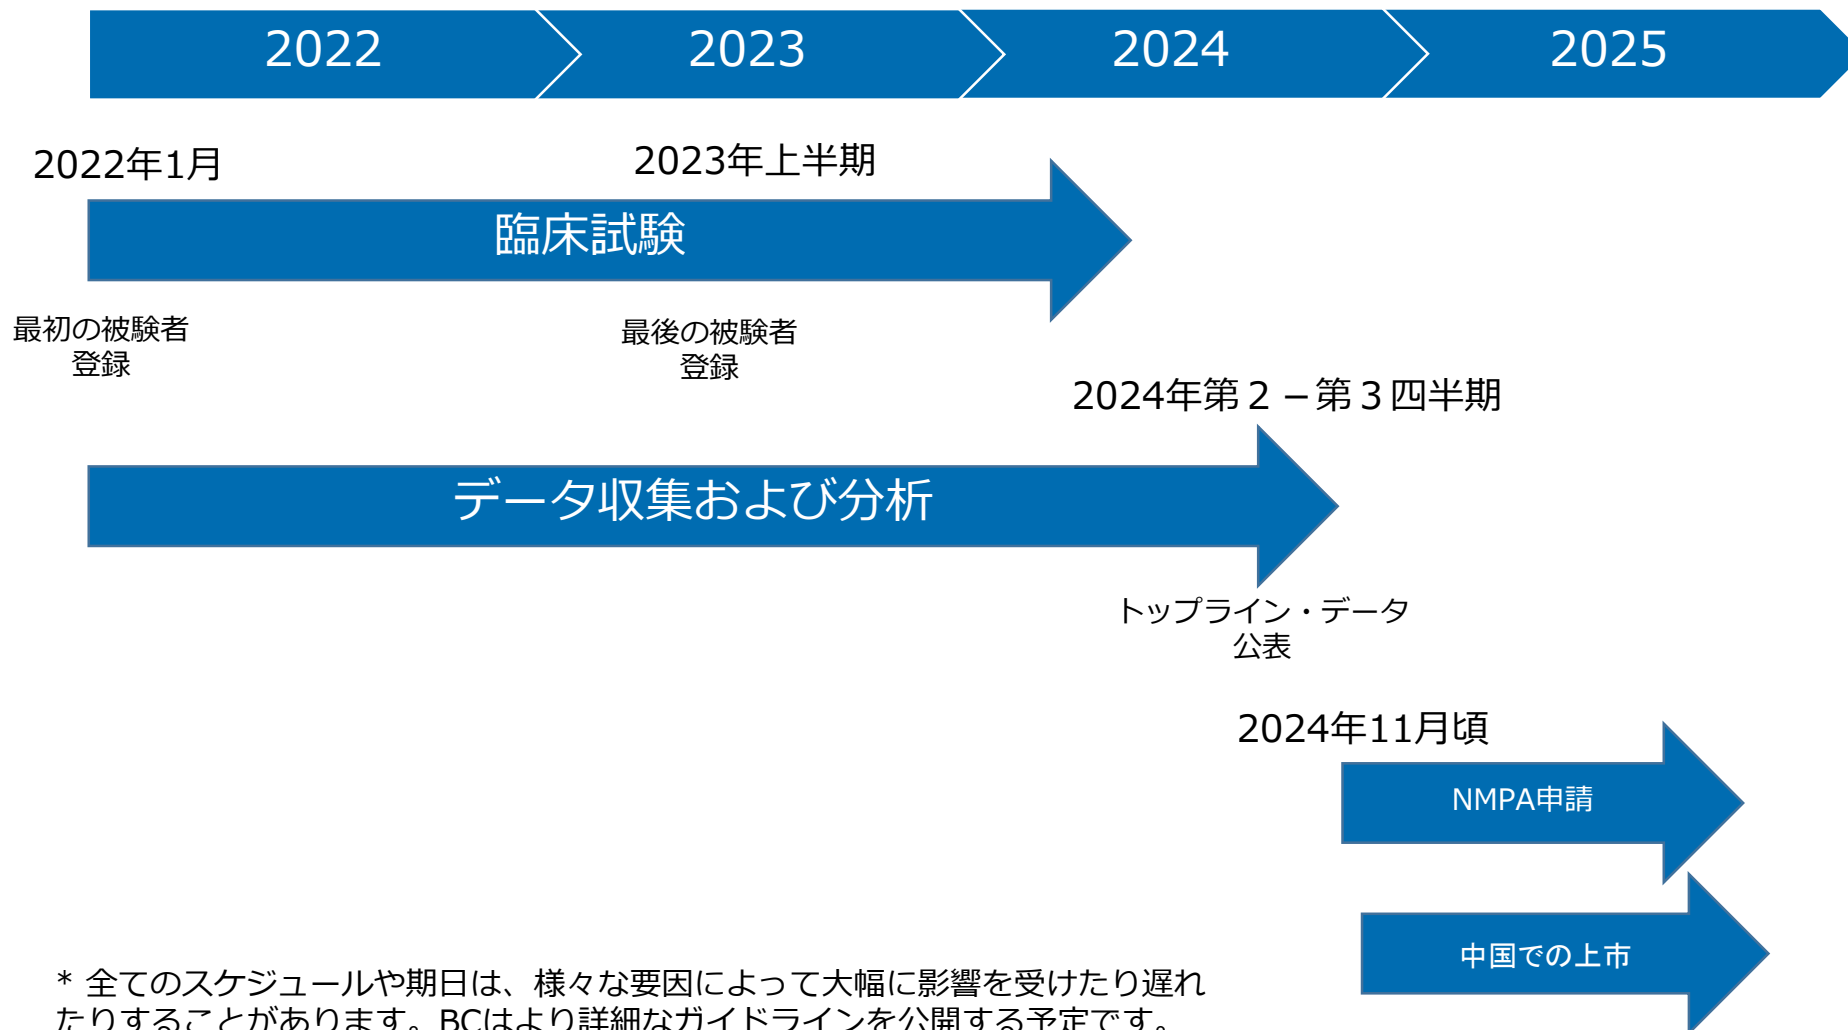 2022
2023
2024
2025
2022年1月
2023年上半期
臨床試験
最初の被験者
登録
最後の被験者
登録
2024年第２－第３四半期
データ収集および分析
トップライン・データ
公表
2024年11月頃
NMPA申請
中国での上市
* 全てのスケジュールや期日は、様々な要因によって大幅に影響を受けたり遅れ
たりすることがあります。BCはより詳細なガイドラインを公開する予定です。